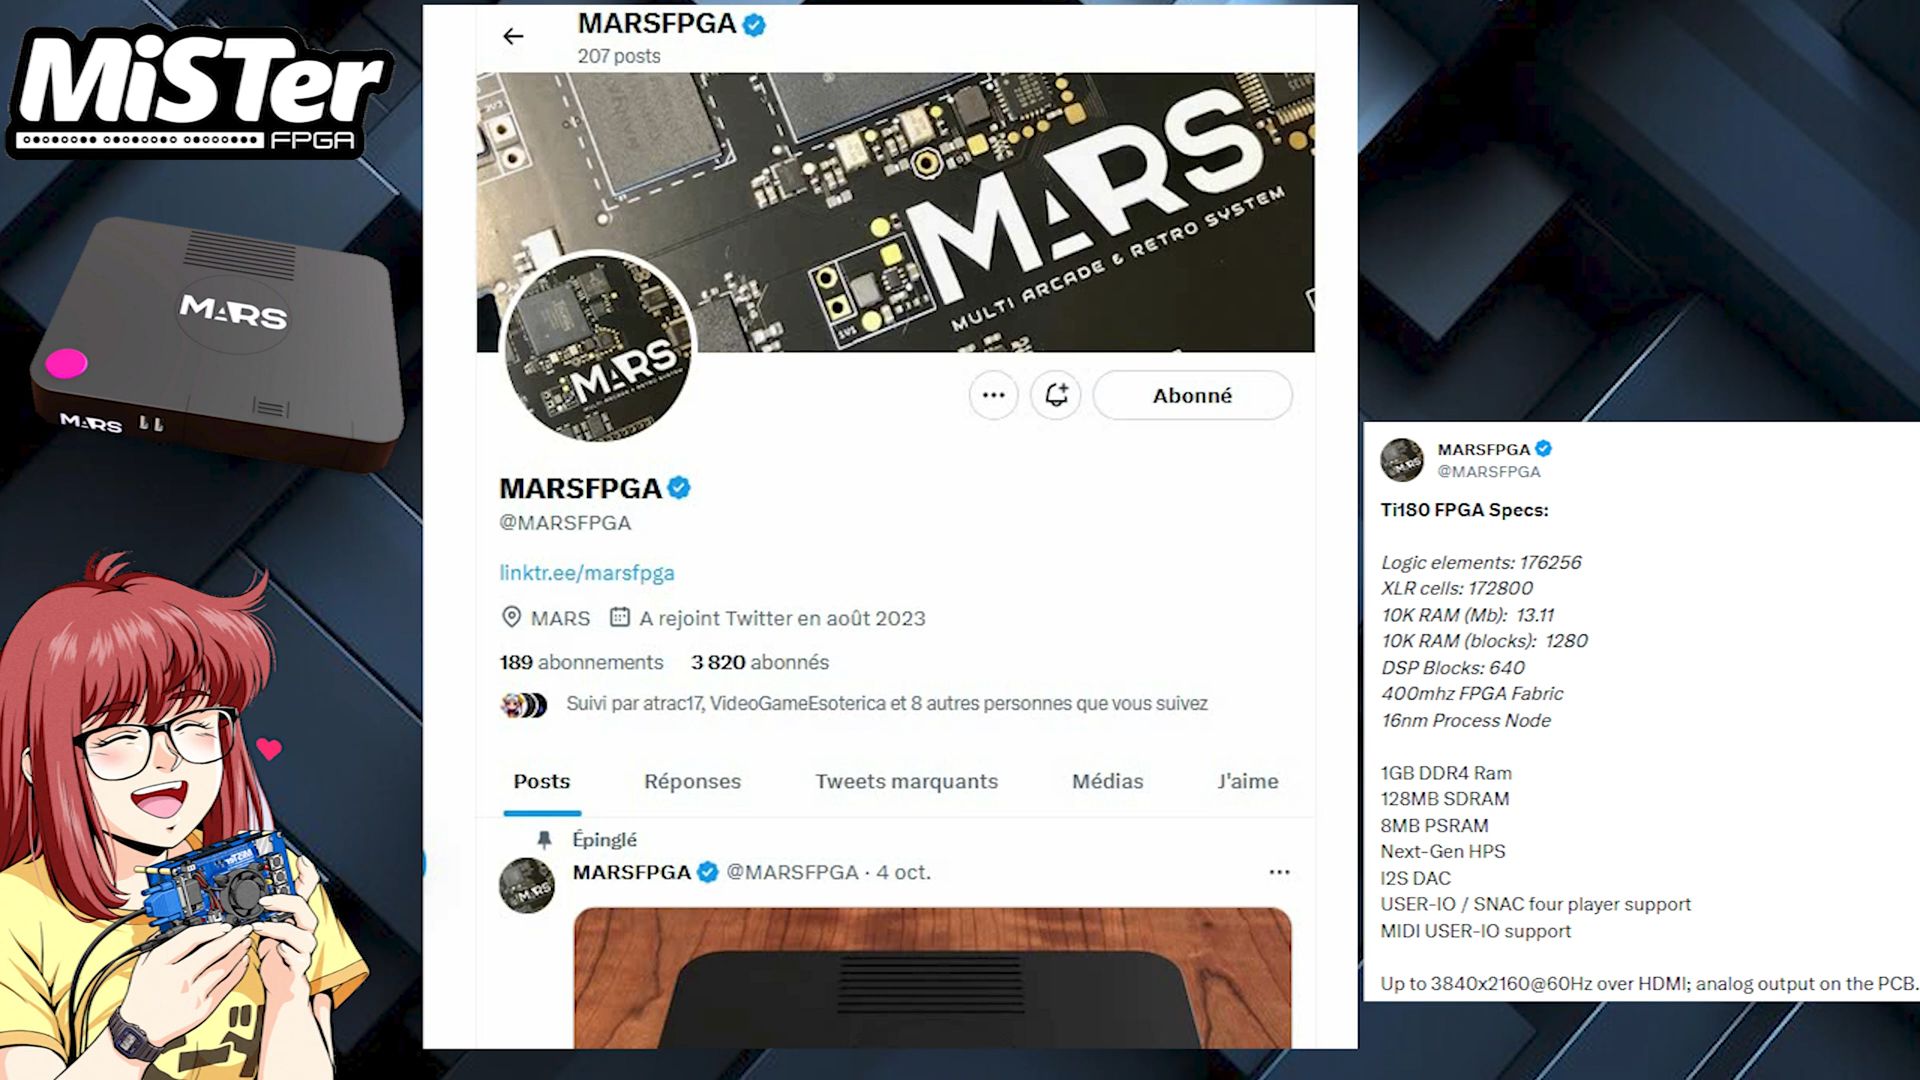 MiSTer
FPGA
MARS
MARS
MARSFPGA
207 posts
MARS
MULTI ARCADE & RETRO SYSTEM
1V1
MARS
Abonné
MARSFPGA
@MARSFPGA
linktr.ee/marsfpga
MARS A rejoint Twitter en août 2023
189 abonnements 3 820 abonnés
Suivi par atrac17, VideoGameEsoterica et 8 autres personnes que vous suivez
Posts Réponses Tweets marquants Médias J'aime
Épinglé
MARSFPGA @MARSFPGA · 4 oct.
MARSFPGA
@MARSFPGA
Ti180 FPGA Specs:
Logic elements: 176256
XLR cells: 172800
10K RAM (Mb): 13.11
10K RAM (blocks): 1280
DSP Blocks: 640
400mhz FPGA Fabric
16nm Process Node
1GB DDR4 Ram
128MB SDRAM
8MB PSRAM
Next-Gen HPS
I2S DAC
USER-IO / SNAC four player support
MIDI USER-IO support
Up to 3840x2160@60Hz over HDMI; analog output on the PCB.